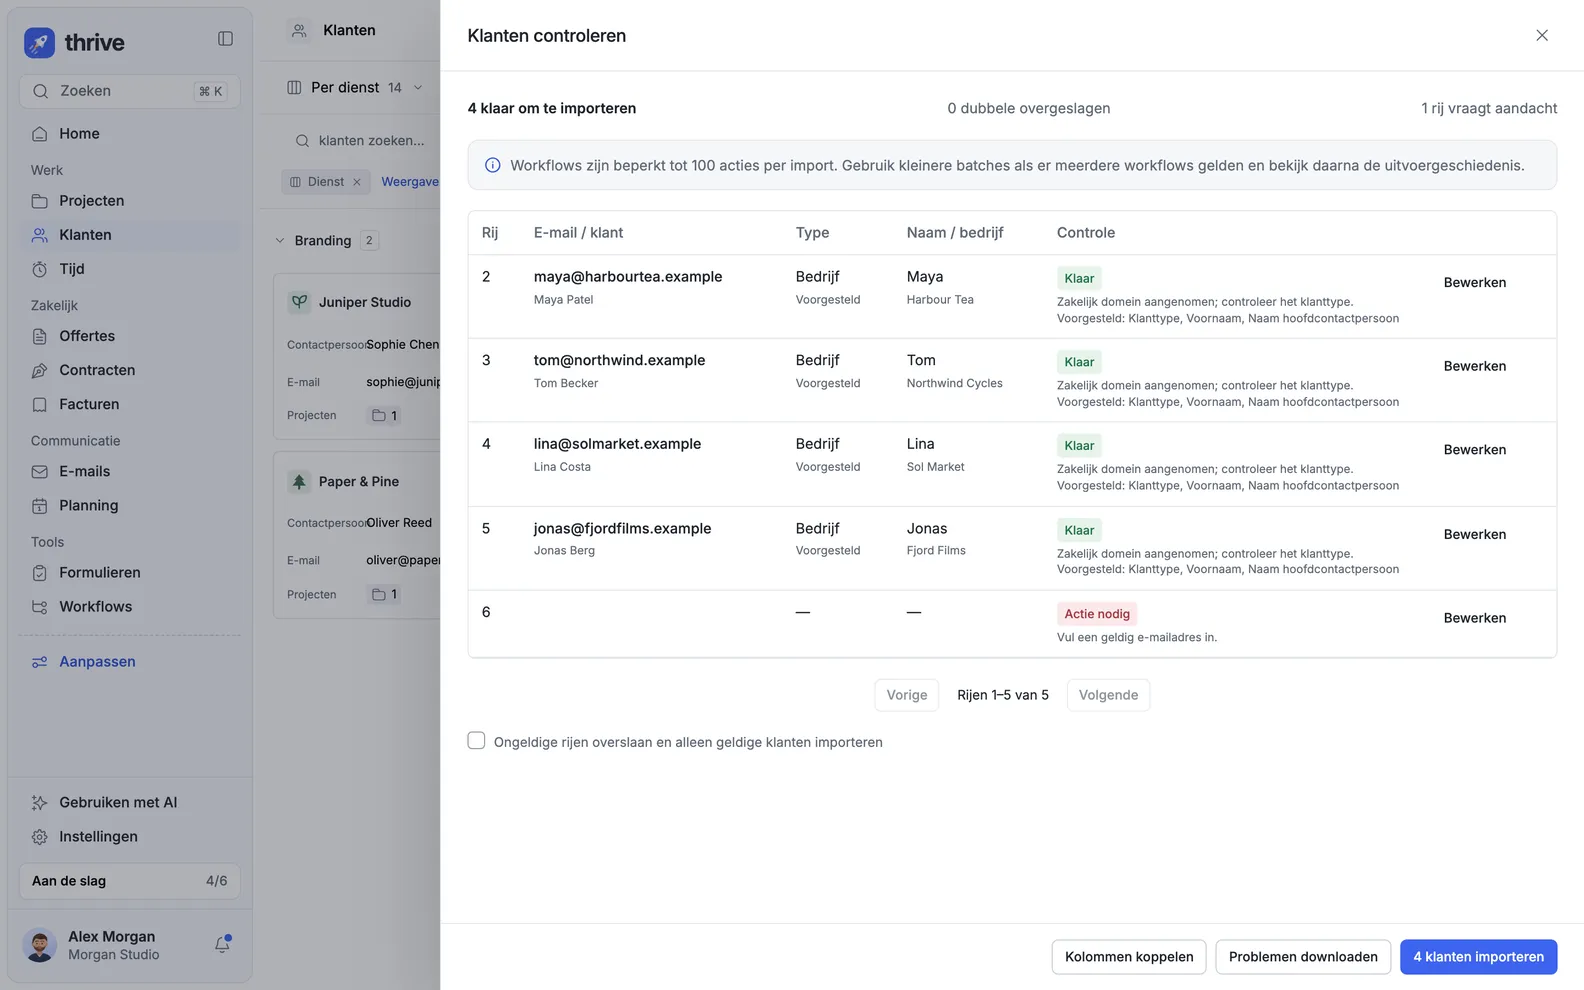 thrive
Zoeken
⌘ K
Home
Werk
Projecten
Klanten
Tijd
Zakelijk
Offertes
Contracten
Facturen
Communicatie
E-mails
Planning
Tools
Formulieren
Workflows
Aanpassen
Gebruiken met AI
Instellingen
Aan de slag 4/6
Alex Morgan
Morgan Studio
Klanten
Per dienst 14
klanten zoeken...
Dienst × Weergave
Branding 2
Juniper Studio
Contactpersoon Sophie Chen
E-mail sophie@junip
Projecten 1
Paper & Pine
Contactpersoon Oliver Reed
E-mail oliver@paper
Projecten 1
Klanten controleren
4 klaar om te importeren 0 dubbele overgeslagen 1 rij vraagt aandacht
Workflows zijn beperkt tot 100 acties per import. Gebruik kleinere batches als er meerdere workflows gelden en bekijk daarna de uitvoergeschiedenis.
Rij E-mail / klant Type Naam / bedrijf Controle
2 maya@harbourtea.example Bedrijf Maya Klaar Bewerken
Maya Patel Voorgesteld Harbour Tea Zakelijk domein aangenomen; controleer het klanttype.
Voorgesteld: Klanttype, Voornaam, Naam hoofdcontactpersoon
3 tom@northwind.example Bedrijf Tom Klaar Bewerken
Tom Becker Voorgesteld Northwind Cycles Zakelijk domein aangenomen; controleer het klanttype.
Voorgesteld: Klanttype, Voornaam, Naam hoofdcontactpersoon
4 lina@solmarket.example Bedrijf Lina Klaar Bewerken
Lina Costa Voorgesteld Sol Market Zakelijk domein aangenomen; controleer het klanttype.
Voorgesteld: Klanttype, Voornaam, Naam hoofdcontactpersoon
5 jonas@fjordfilms.example Bedrijf Jonas Klaar Bewerken
Jonas Berg Voorgesteld Fjord Films Zakelijk domein aangenomen; controleer het klanttype.
Voorgesteld: Klanttype, Voornaam, Naam hoofdcontactpersoon
6 — — Actie nodig Bewerken
Vul een geldig e-mailadres in.
Vorige Rijen 1–5 van 5 Volgende
Ongeldige rijen overslaan en alleen geldige klanten importeren
Kolommen koppelen Problemen downloaden 4 klanten importeren